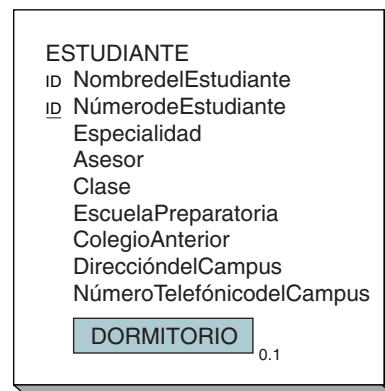 ESTUDIANTE
ID NombredelEstudiante
ID NúmerodeEstudiante
Especialidad
Asesor
Clase
EscuelaPreparatoria
ColegioAnterior
DireccióndelCampus
NúmeroTelefónicodelCampus
DORMITORIO
0.1